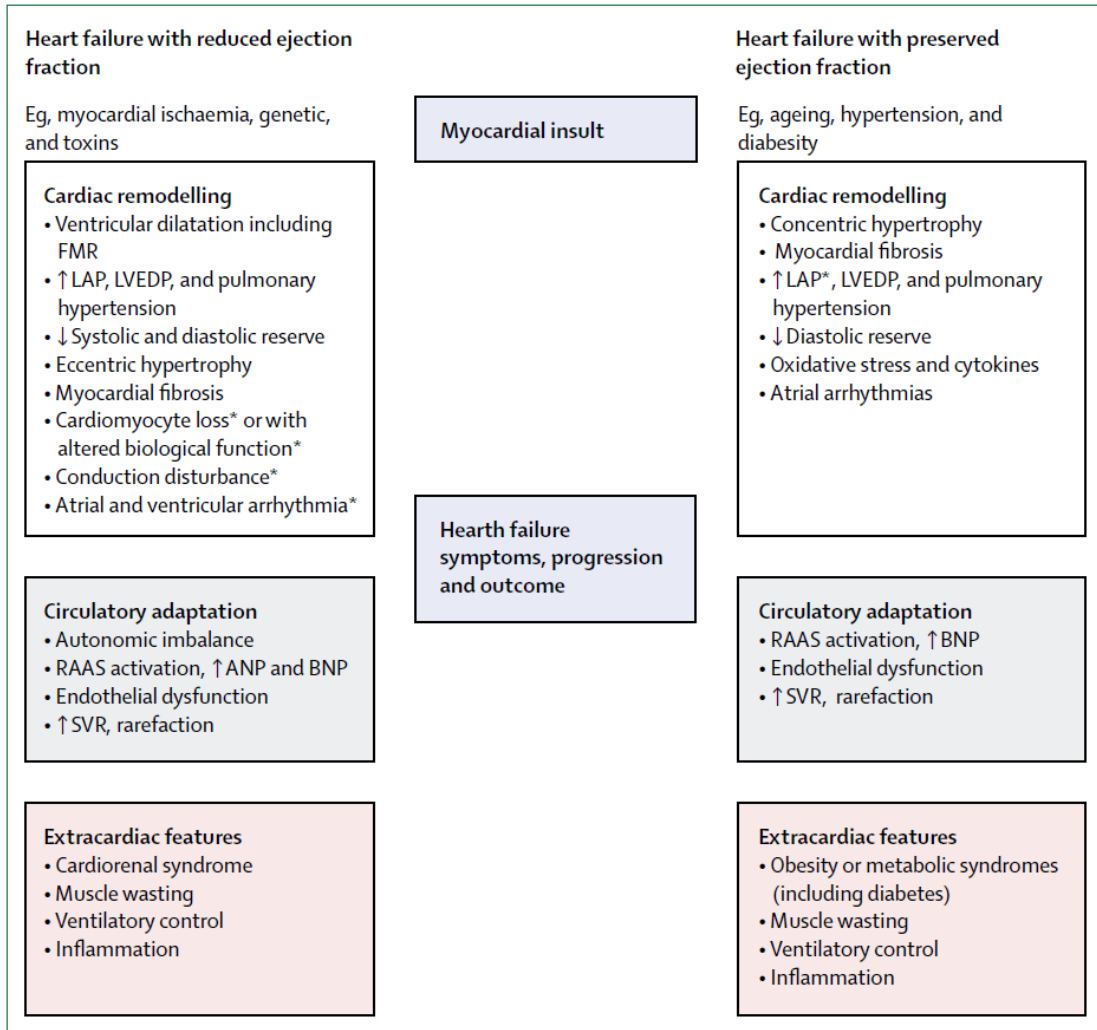 Heart failure with reduced ejection
fraction
Eg, myocardial ischaemia, genetic,
and toxins
Cardiac remodelling
• Ventricular dilatation including
FMR
• ↑LAP, LVEDP, and pulmonary
hypertension
• ↓Systolic and diastolic reserve
• Eccentric hypertrophy
• Myocardial fibrosis
• Cardiomyocyte loss* or with
altered biological function*
• Conduction disturbance*
• Atrial and ventricular arrhythmia*
Circulatory adaptation
• Autonomic imbalance
• RAAS activation, ↑ANP and BNP
• Endothelial dysfunction
• ↑SVR, rarefaction
Extracardiac features
• Cardiorenal syndrome
• Muscle wasting
• Ventilatory control
• Inflammation
Myocardial insult
Hearth failure
symptoms, progression
and outcome
Heart failure with preserved
ejection fraction
Eg, ageing, hypertension, and
diabesity
Cardiac remodelling
• Concentric hypertrophy
• Myocardial fibrosis
• ↑LAP*, LVEDP, and pulmonary
hypertension
• ↓Diastolic reserve
• Oxidative stress and cytokines
• Atrial arrhythmias
Circulatory adaptation
• RAAS activation, ↑BNP
• Endothelial dysfunction
• ↑SVR, rarefaction
Extracardiac features
• Obesity or metabolic syndromes
(including diabetes)
• Muscle wasting
• Ventilatory control
• Inflammation